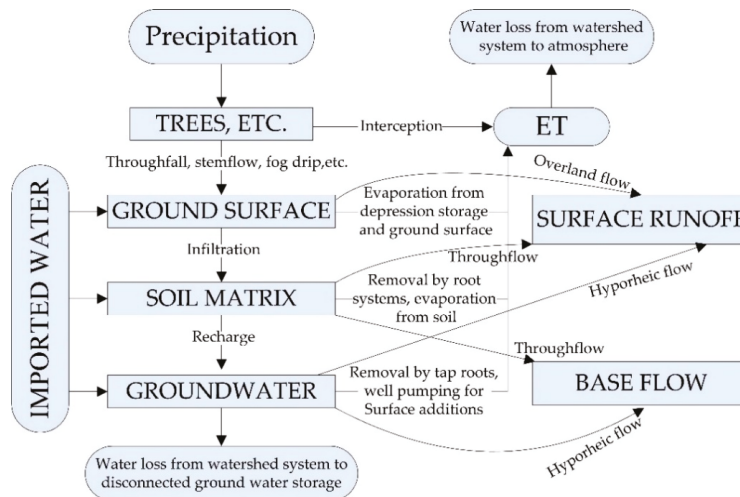 Precipitation
Water loss from watershed
system to atmosphere
TREES, ETC.
Interception
ET
Throughfall, stemflow, fog drip,etc.
Overland flow
IMPORTED WATER
GROUND SURFACE
Evaporation from
depression storage
and ground surface
SURFACE RUNOFF
Infiltration
Throughflow
Hyporheic flow
SOIL MATRIX
Removal by root
systems, evaporation
from soil
Recharge
Throughflow
GROUNDWATER
Removal by tap roots,
well pumping for
Surface additions
BASE FLOW
Hyporheic flow
Water loss from watershed system to
disconnected ground water storage